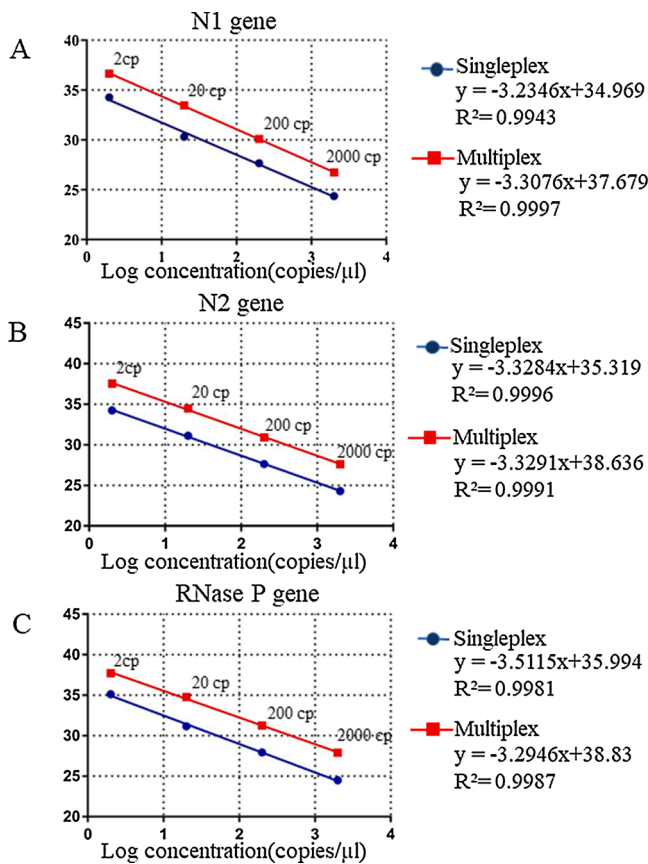 A
N1 gene
40
35
30
25
20
2cp
20 cp
200 cp
2000 cp
0
1
2
3
4
Log concentration(copies/µl)
Singleplex
y = -3.2346x+34.969
R²= 0.9943
Multiplex
y = -3.3076x+37.679
R²= 0.9997
B
N2 gene
45
40
35
30
25
20
2cp
20 cp
200 cp
2000 cp
0
1
2
3
4
Log concentration(copies/µl)
Singleplex
y = -3.3284x+35.319
R²= 0.9996
Multiplex
y = -3.3291x+38.636
R²= 0.9991
C
RNase P gene
45
40
35
30
25
20
2cp
20 cp
200 cp
2000 cp
0
1
2
3
4
Log concentration(copies/µl)
Singleplex
y = -3.5115x+35.994
R²= 0.9981
Multiplex
y = -3.2946x+38.83
R²= 0.9987